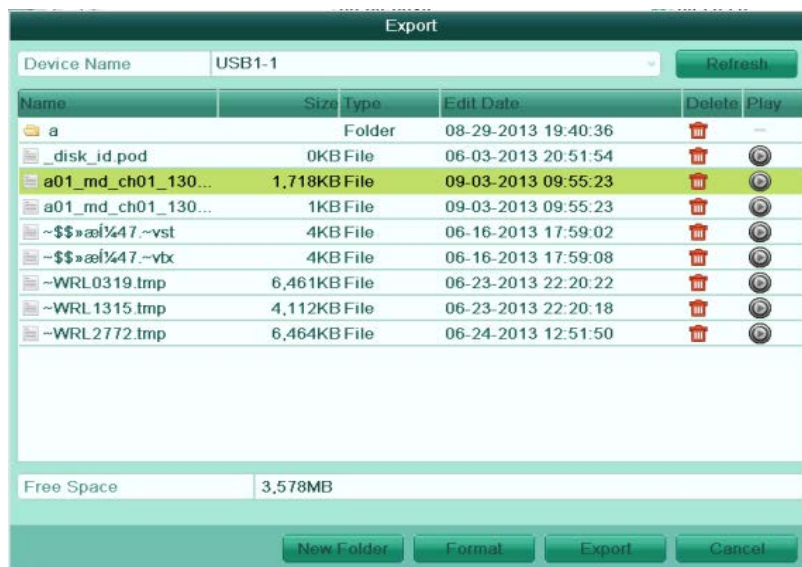 Export
Device Name USB1-1 Refresh
Name Size Type Edit Date Delete Play
a Folder 08-29-2013 19:40:36 —
_disk_id.pod 0KB File 06-03-2013 20:51:54
a01_md_ch01_130... 1,718KB File 09-03-2013 09:55:23
a01_md_ch01_130... 1KB File 09-03-2013 09:55:23
~$$»æÍ¼47.~vst 4KB File 06-16-2013 17:59:02
~$$»æÍ¼47.~vtx 4KB File 06-16-2013 17:59:08
~WRL0319.tmp 6,461KB File 06-23-2013 22:20:22
~WRL1315.tmp 4,112KB File 06-23-2013 22:20:18
~WRL2772.tmp 6,464KB File 06-24-2013 12:51:50
Free Space 3,578MB
New Folder Format Export Cancel